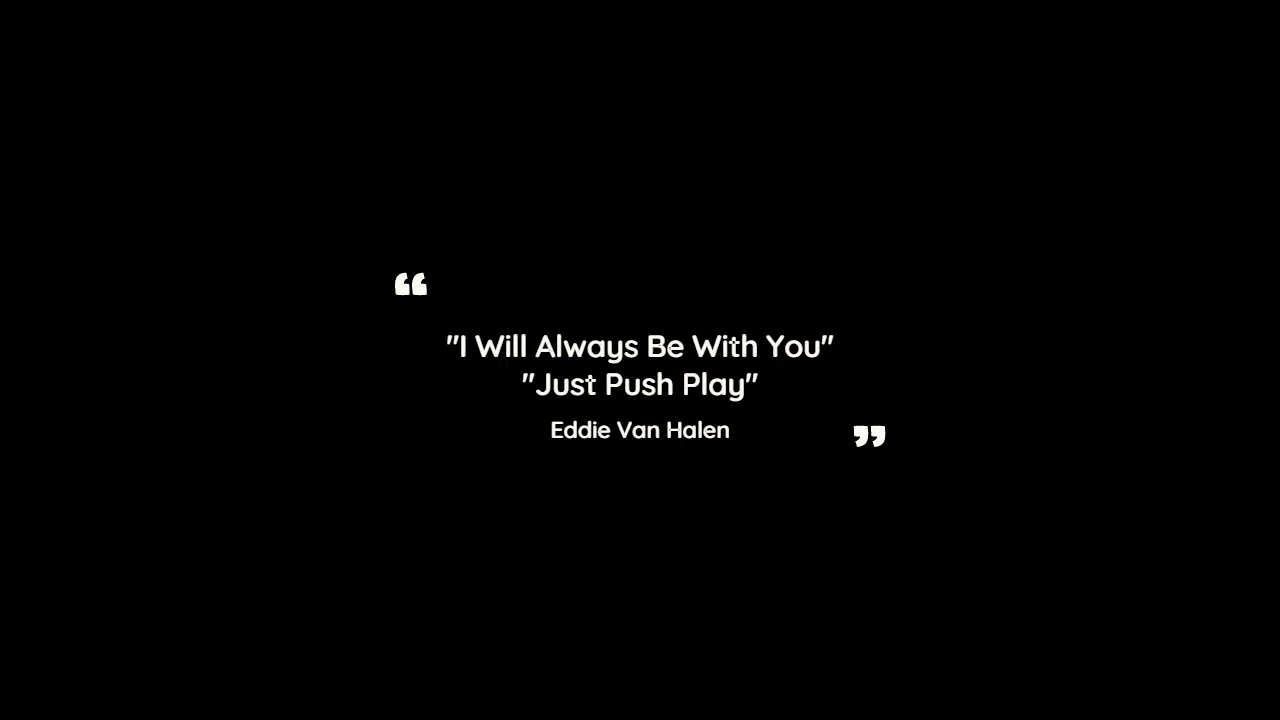 “
"I Will Always Be With You"
"Just Push Play"
Eddie Van Halen
”